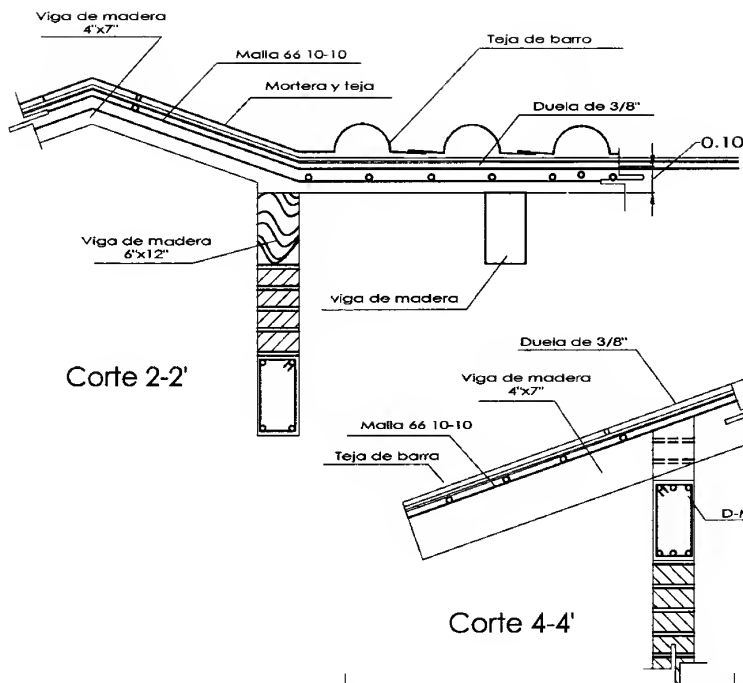 Viga de madera
4"x7"
Malla 66 10-10
Mortera y teja
Teja de barro
Duela de 3/8"
0.10
Viga de madera
6"x12"
viga de madera
Corte 2-2'
Duela de 3/8"
Viga de madera
4"x7"
Malla 66 10-10
Teja de barra
Corte 4-4'